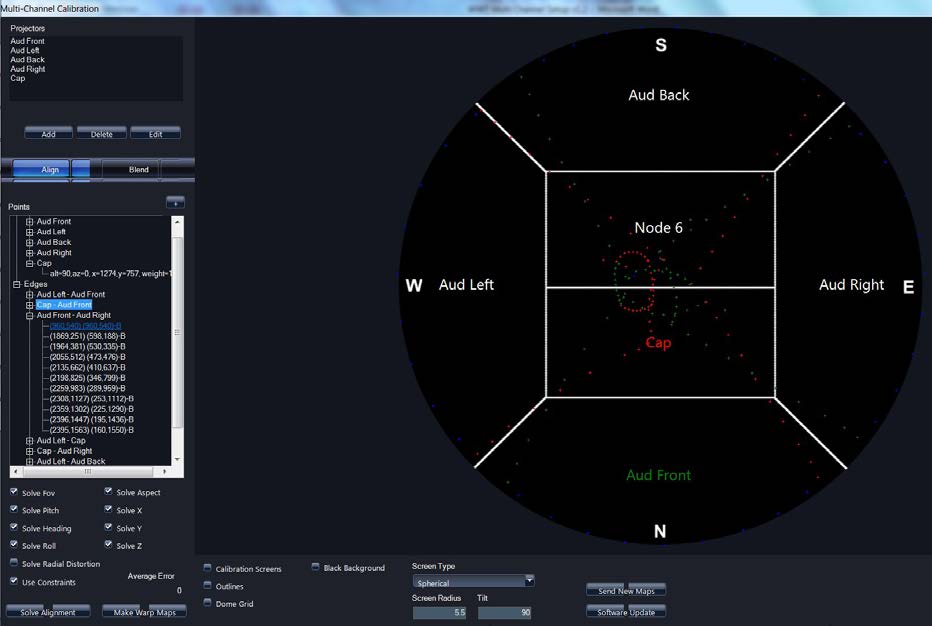 Multi-Channel Calibration
Projectors
Aud Front
Aud Left
Aud Back
Aud Right
Cap
Add Delete Edit
Align Blend
Points
+
Aud Front
Aud Left
Aud Back
Aud Right
Cap
alt=90,az=0, x=1274,y=757, weight=1
Edges
Aud Left - Aud Front
Cap - Aud Front
Aud Front - Aud Right
(960,540) (960,540)-B
(1869,251) (598,188)-B
(1964,381) (530,335)-B
(2055,512) (473,476)-B
(2135,662) (410,637)-B
(2198,825) (346,799)-B
(2259,983) (289,959)-B
(2308,1127) (253,1112)-B
(2359,1302) (225,1290)-B
(2396,1447) (195,1436)-B
(2395,1563) (160,1550)-B
Aud Left - Cap
Cap - Aud Right
Aud Left - Aud Back
Solve Fov Solve Aspect
Solve Pitch Solve X
Solve Heading Solve Y
Solve Roll Solve Z
Solve Radial Distortion
Use Constraints
Average Error
0
Solve Alignment Make Warp Maps
S
Aud Back
Node 6
W Aud Left
Aud Right E
Cap
Aud Front
N
Calibration Screens
Outlines
Dome Grid
Black Background
Screen Type
Spherical
Screen Radius Tilt
5.5 90
Send New Maps
Software Update